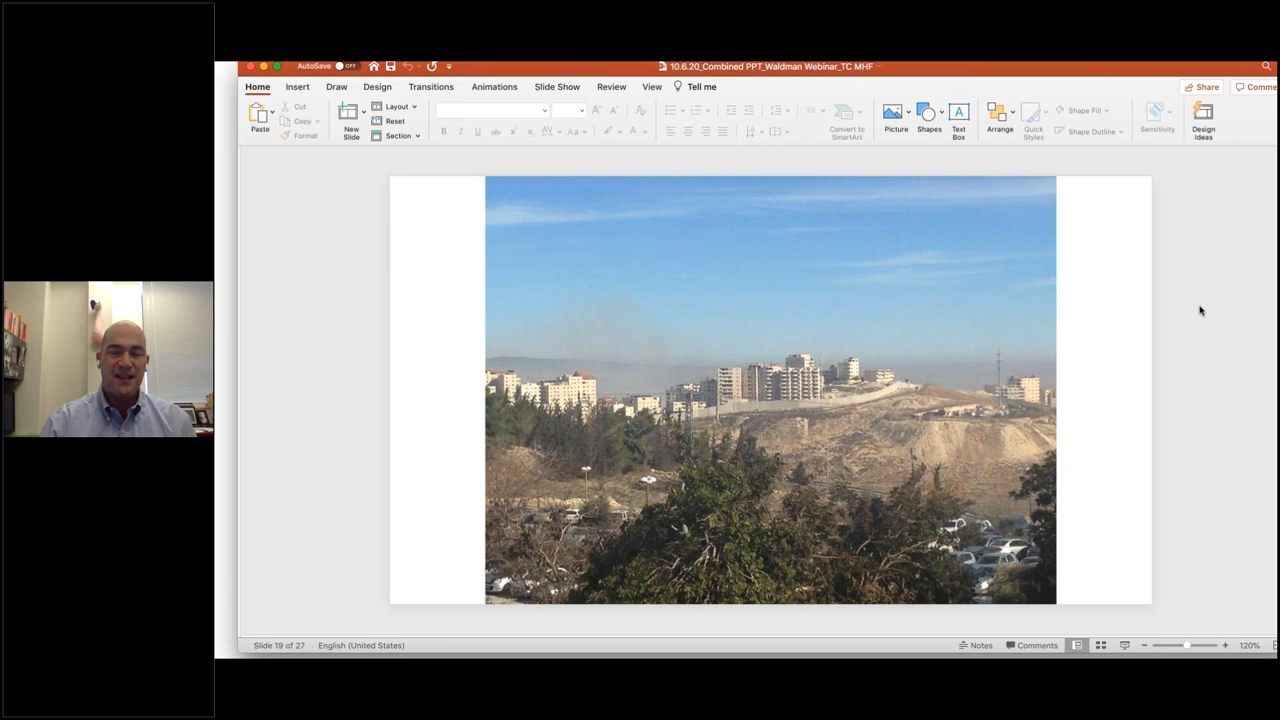 AutoSave OFF
10.6.20_Combined PPT_Waldman Webinar_TC MHF
Home Insert Draw Design Transitions Animations Slide Show Review View Tell me
Share Comme
Paste
Cut
Copy
Format
New Slide
Layout
Reset
Section
Convert to SmartArt
Picture
Shapes
Text Box
Arrange
Quick Styles
Shape Fill
Shape Outline
Sensitivity
Design Ideas
Slide 19 of 27 English (United States) Notes Comments 120%